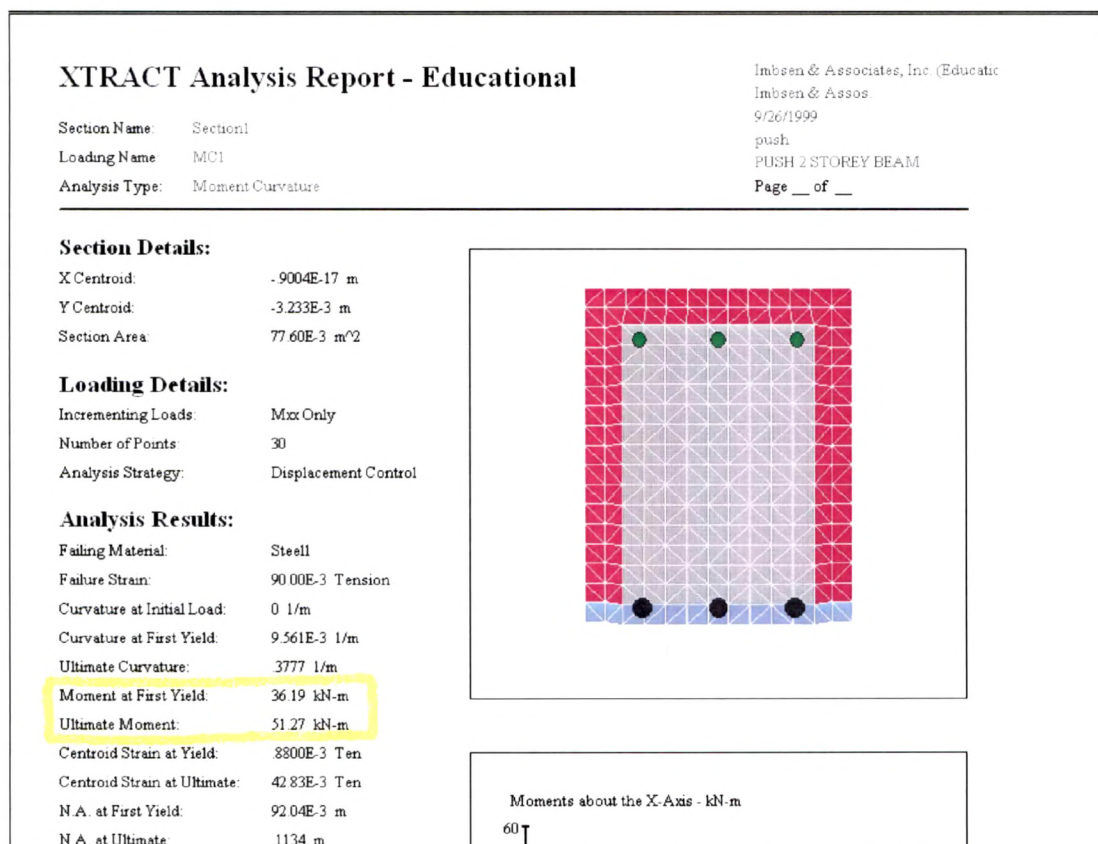 XTRACT Analysis Report - Educational
Imbsen & Associates, Inc. (Educatic
Imbsen & Assos.
9/26/1999
push
PUSH 2 STOREY BEAM
Page __ of __
Section Name: Section1
Loading Name MC1
Analysis Type: Moment Curvature
Section Details:
X Centroid: -.9004E-17 m
Y Centroid: -3.233E-3 m
Section Area: 77.60E-3 m^2
Loading Details:
Incrementing Loads: Mxx Only
Number of Points: 30
Analysis Strategy: Displacement Control
Analysis Results:
Failing Material: Steel1
Failure Strain: 90.00E-3 Tension
Curvature at Initial Load: 0 1/m
Curvature at First Yield: 9.561E-3 1/m
Ultimate Curvature: .3777 1/m
Moment at First Yield: 36.19 kN-m
Ultimate Moment: 51.27 kN-m
Centroid Strain at Yield: .8800E-3 Ten
Centroid Strain at Ultimate: 42.83E-3 Ten
N.A. at First Yield: 92.04E-3 m
N.A. at Ultimate: .1134 m
Moments about the X-Axis - kN-m
60